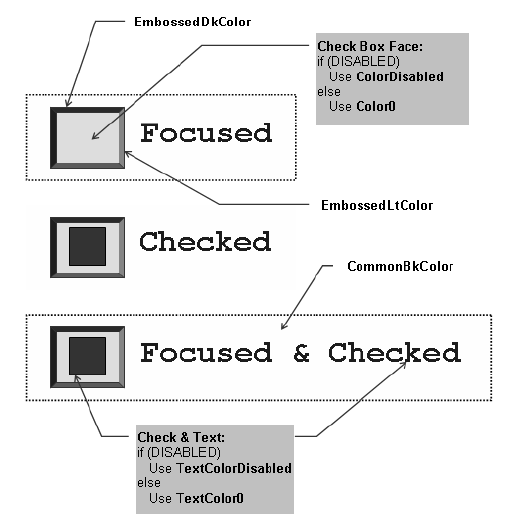 EmbossedDkColor
Check Box Face:
if (DISABLED)
Use ColorDisabled
else
Use Color0
Focused
EmbossedLtColor
Checked
CommonBkColor
Focused & Checked
Check & Text:
if (DISABLED)
Use TextColorDisabled
else
Use TextColor0